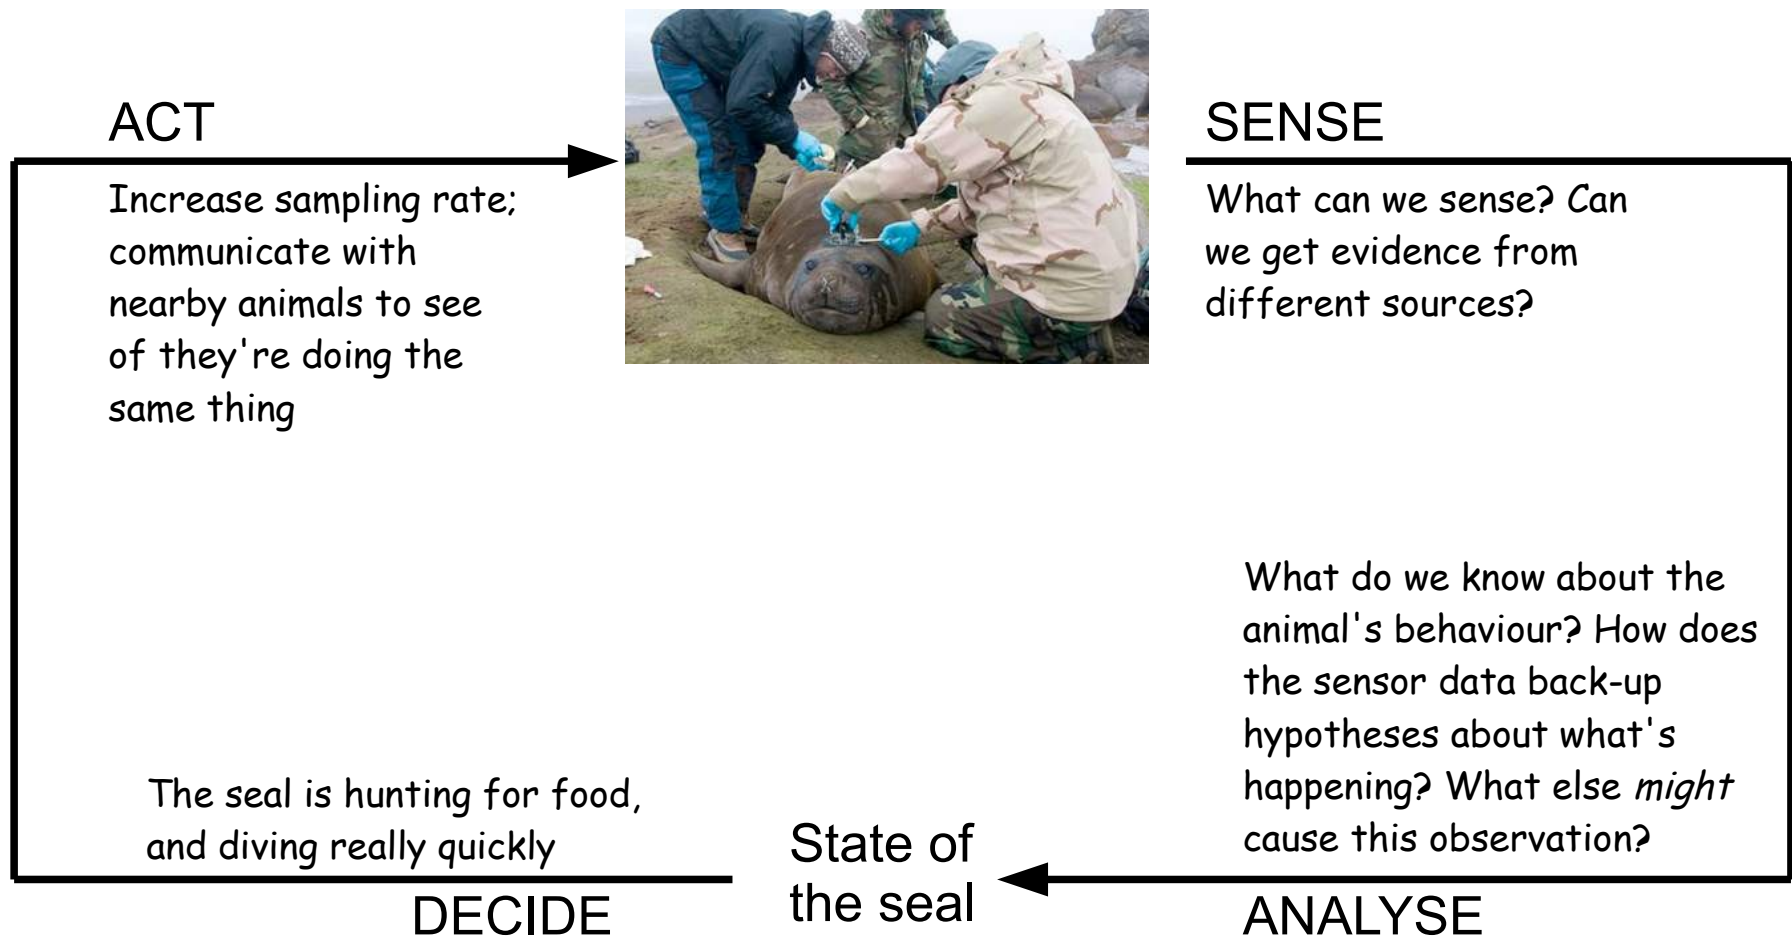 ACT
Increase sampling rate;
communicate with
nearby animals to see
of they're doing the
same thing
SENSE
What can we sense? Can
we get evidence from
different sources?
What do we know about the
animal's behaviour? How does
the sensor data back-up
hypotheses about what's
happening? What else might
cause this observation?
ANALYSE
State of
the seal
The seal is hunting for food,
and diving really quickly
DECIDE